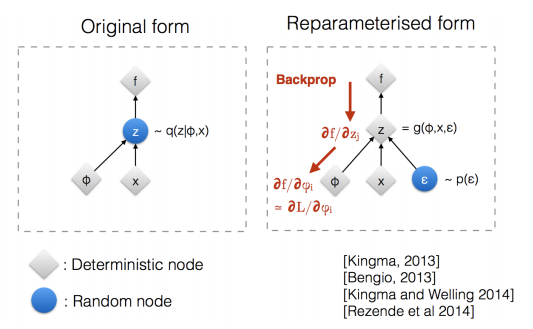 Original form
f
z ~ q(z|ϕ,x)
ϕ x
: Deterministic node
: Random node
Reparameterised form
Backprop
f
∂f/∂zj z = g(ϕ,x,ε)
∂f/∂φi ϕ x ε ~ p(ε)
≃ ∂L/∂φi
[Kingma, 2013]
[Bengio, 2013]
[Kingma and Welling 2014]
[Rezende et al 2014]